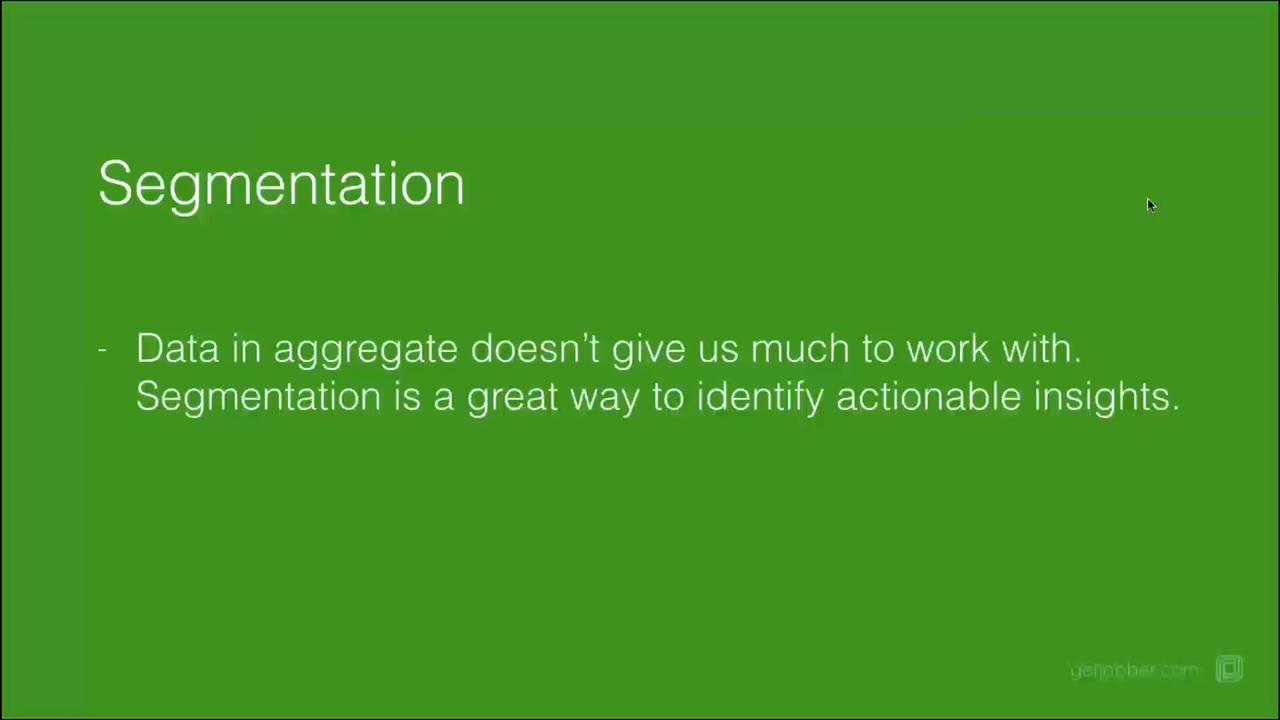 Segmentation
- Data in aggregate doesn't give us much to work with.
Segmentation is a great way to identify actionable insights.
getjobber.com